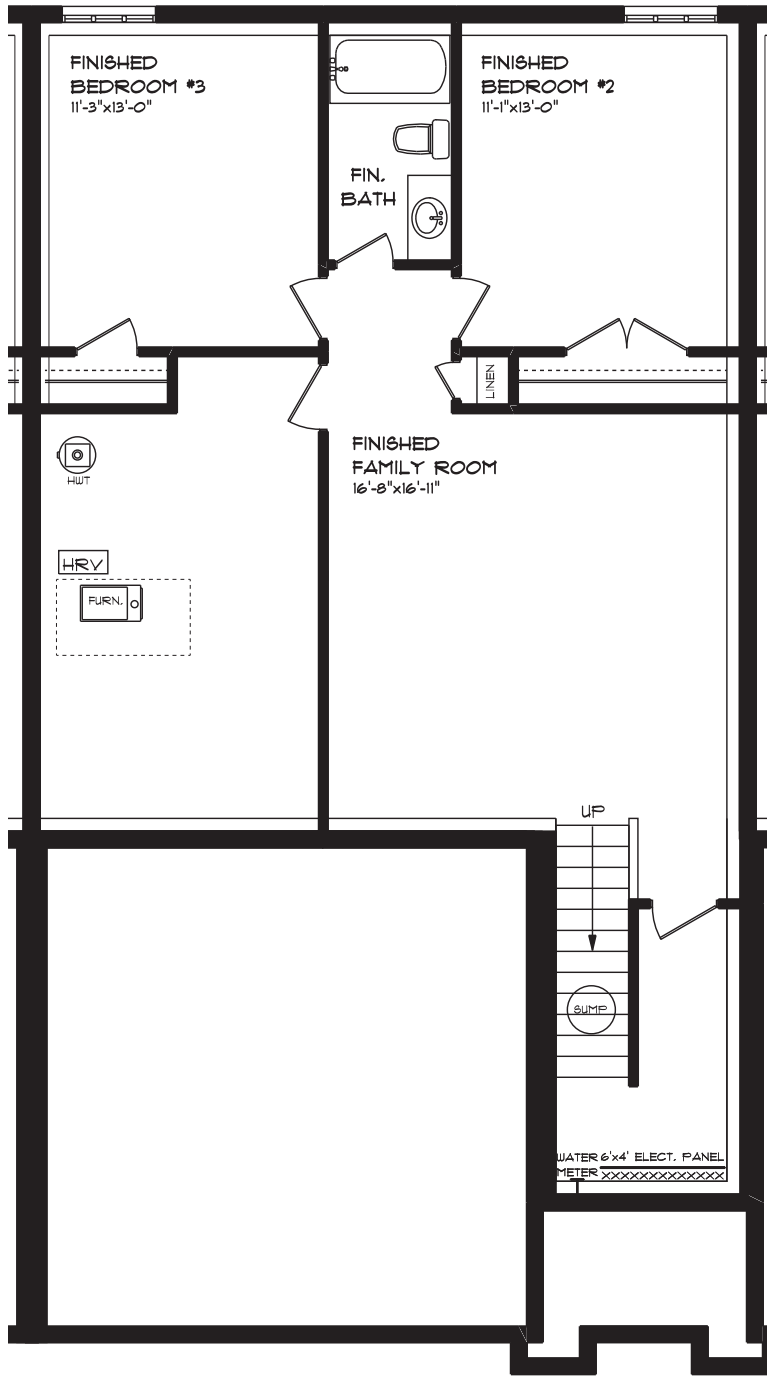 FINISHED
BEDROOM #3
11'-3"x13'-0"
FINISHED
BEDROOM #2
11'-1"x13'-0"
FIN.
BATH
LINEN
FINISHED
FAMILY ROOM
16'-8"x16'-11"
HWT
HRV
FURN.
UP
SUMP
WATER
METER
6'x4' ELECT. PANEL